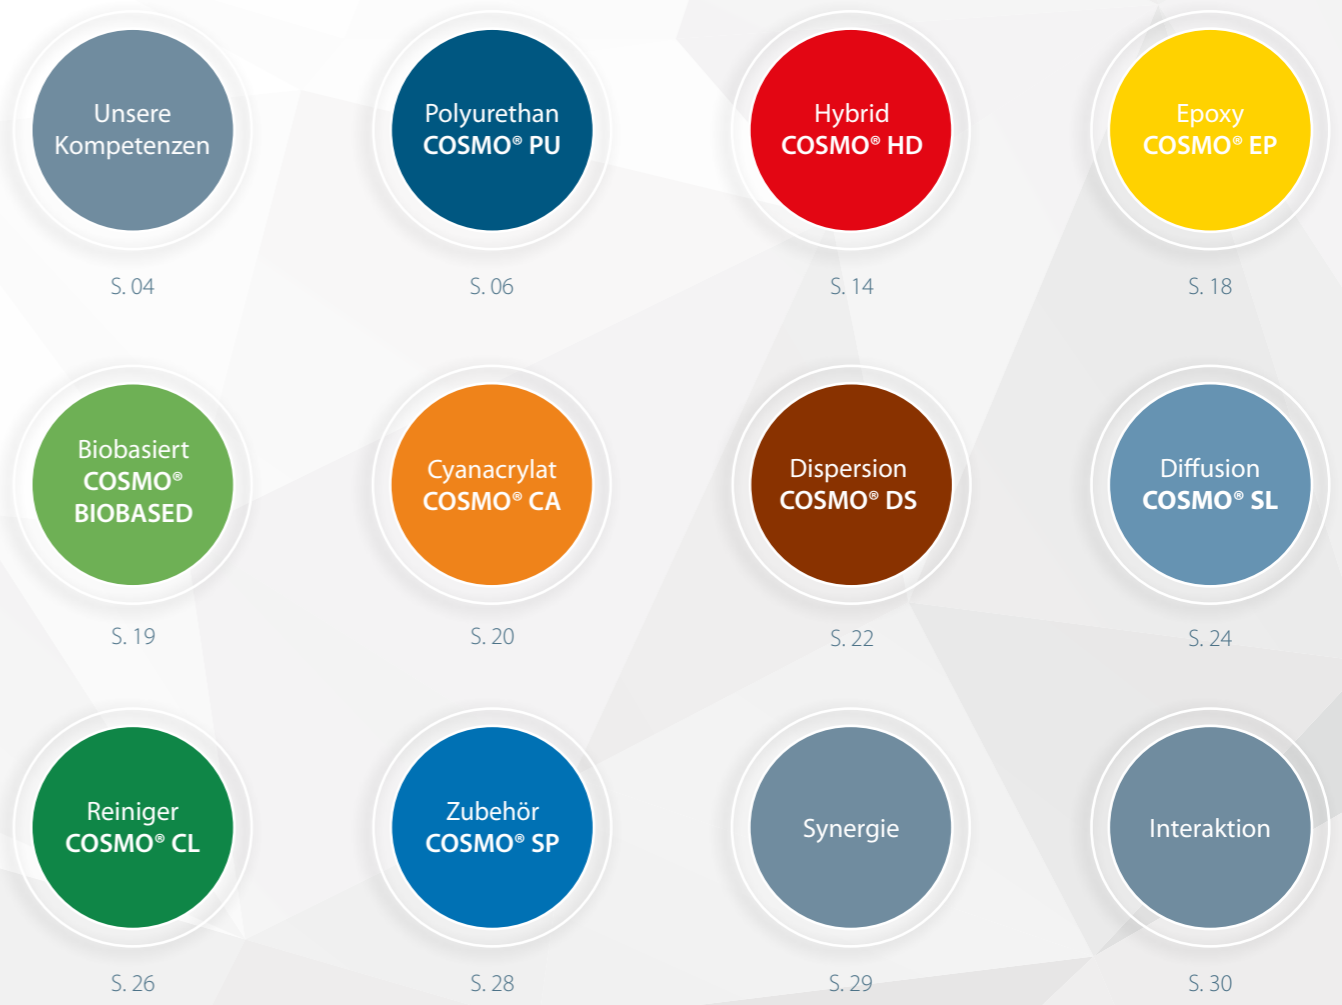 Unsere
Kompetenzen
S. 04
Polyurethan
COSMO® PU
S. 06
Hybrid
COSMO® HD
S. 14
Epoxy
COSMO® EP
S. 18
Biobasiert
COSMO®
BIOBASED
S. 19
Cyanacrylat
COSMO® CA
S. 20
Dispersion
COSMO® DS
S. 22
Diffusion
COSMO® SL
S. 24
Reiniger
COSMO® CL
S. 26
Zubehör
COSMO® SP
S. 28
Synergie
S. 29
Interaktion
S. 30